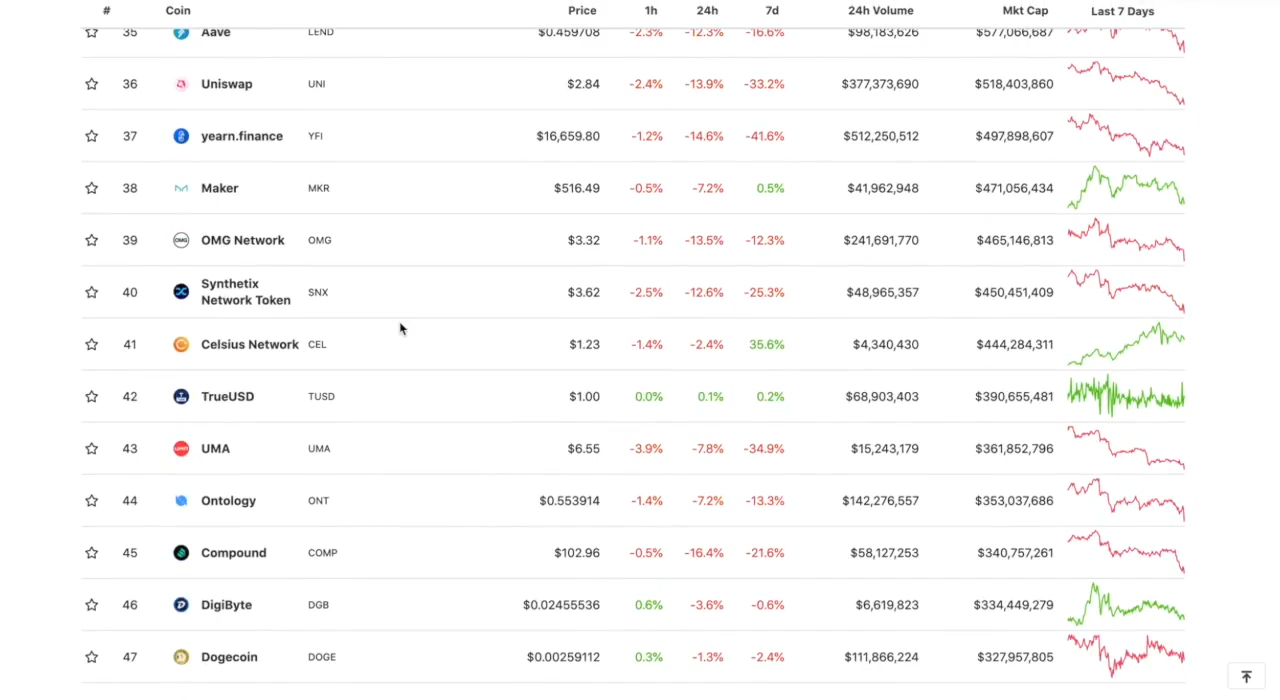 # Coin Price 1h 24h 7d 24h Volume Mkt Cap Last 7 Days
35 Aave LEND $0.459708 -2.3% -12.3% -16.6% $98,183,626 $577,066,687
36 Uniswap UNI $2.84 -2.4% -13.9% -33.2% $377,373,690 $518,403,860
37 yearn.finance YFI $16,659.80 -1.2% -14.6% -41.6% $512,250,512 $497,898,607
38 Maker MKR $516.49 -0.5% -7.2% 0.5% $41,962,948 $471,056,434
39 OMG OMG Network OMG $3.32 -1.1% -13.5% -12.3% $241,691,770 $465,146,813
40 Synthetix Network Token SNX $3.62 -2.5% -12.6% -25.3% $48,965,357 $450,451,409
41 Celsius Network CEL $1.23 -1.4% -2.4% 35.6% $4,340,430 $444,284,311
42 TrueUSD TUSD $1.00 0.0% 0.1% 0.2% $68,903,403 $390,655,481
43 UMA UMA UMA $6.55 -3.9% -7.8% -34.9% $15,243,179 $361,852,796
44 Ontology ONT $0.553914 -1.4% -7.2% -13.3% $142,276,557 $353,037,686
45 Compound COMP $102.96 -0.5% -16.4% -21.6% $58,127,253 $340,757,261
46 DigiByte DGB $0.02455536 0.6% -3.6% -0.6% $6,619,823 $334,449,279
47 Dogecoin DOGE $0.00259112 0.3% -1.3% -2.4% $111,866,224 $327,957,805